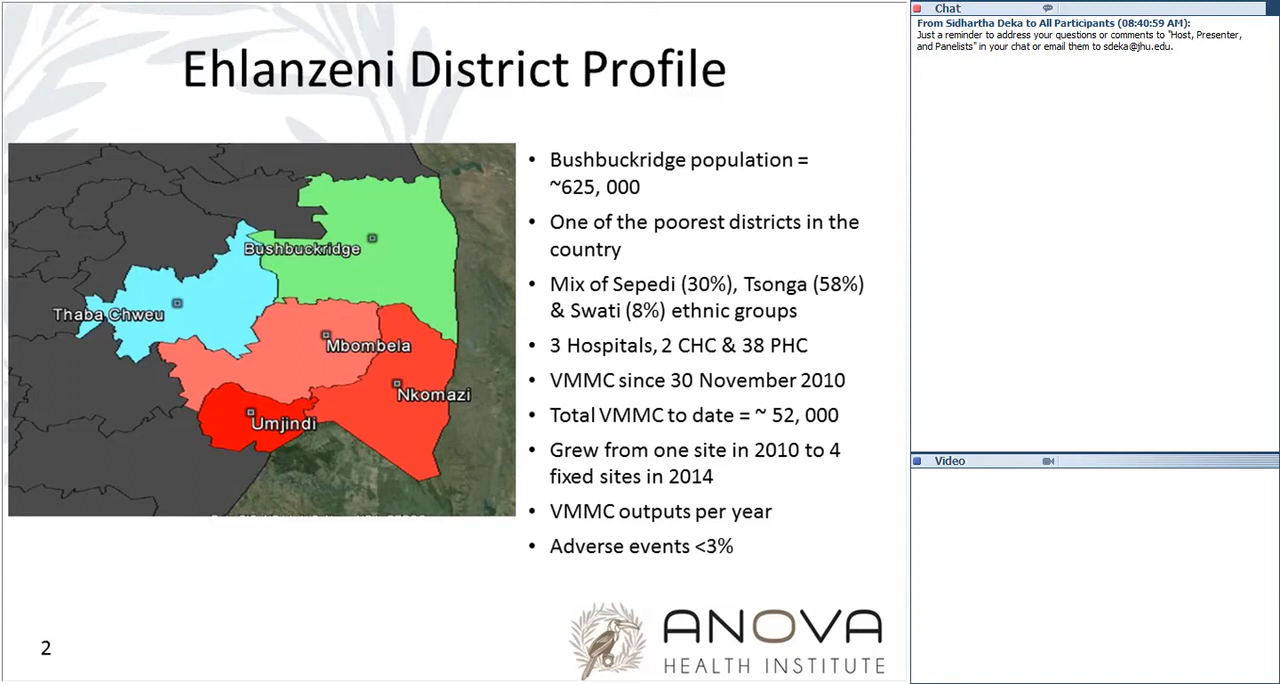 Ehlanzeni District Profile
Bushbuckridge
Thaba Chweu
Mbombela
Nkomazi
Umjindi
• Bushbuckridge population =
~625, 000
• One of the poorest districts in the
country
• Mix of Sepedi (30%), Tsonga (58%)
& Swati (8%) ethnic groups
• 3 Hospitals, 2 CHC & 38 PHC
• VMMC since 30 November 2010
• Total VMMC to date = ~ 52, 000
• Grew from one site in 2010 to 4
fixed sites in 2014
• VMMC outputs per year
• Adverse events <3%
2
ANOVA
HEALTH INSTITUTE
Chat
From Sidhartha Deka to All Participants (08:40:59 AM):
Just a reminder to address your questions or comments to "Host, Presenter,
and Panelists" in your chat or email them to sdeka@jhu.edu.
Video